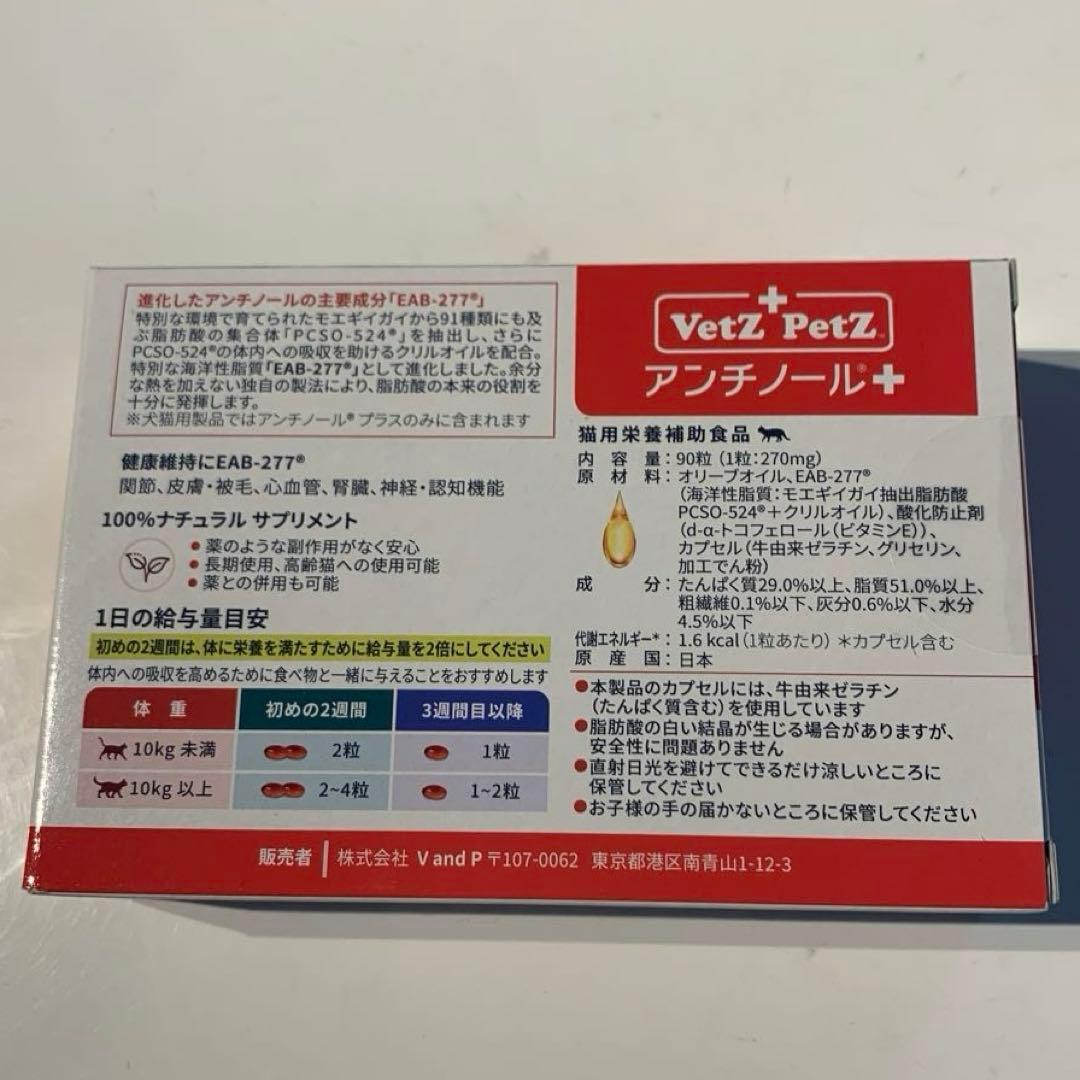 進化したアンチノールの主要成分「EAB-277®」
特別な環境で育てられたモエギイガイから91種類にも及
ぶ脂肪酸の集合体「PCSO-524®」を抽出し、さらに
PCSO-524®の体内への吸収を助けるクリルオイルを配合。
特別な海洋性脂質「EAB-277®」として進化しました。余分
な熱を加えない独自の製法により、脂肪酸の本来の役割を
十分に発揮します。
※犬猫用製品ではアンチノール® プラスのみに含まれます
健康維持にEAB-277®
関節、皮膚・被毛、心血管、腎臓、神経・認知機能
100%ナチュラル サプリメント
●薬のような副作用がなく安心
●長期使用、高齢猫への使用可能
●薬との併用も可能
1日の給与量目安
初めの2週間は、体に栄養を満たすために給与量を2倍にしてください
体内への吸収を高めるために食べ物と一緒に与えることをおすすめします
体重 初めの2週間 3週間目以降
10kg 未満 2粒 1粒
10kg 以上 2~4粒 1~2粒
VetZ PetZ
アンチノール®+
猫用栄養補助食品
内容量：90粒（1粒：270mg）
原材料：オリーブオイル、EAB-277®
（海洋性脂質：モエギイガイ抽出脂肪酸
PCSO-524®＋クリルオイル）、酸化防止剤
（d-α-トコフェロール（ビタミンE））、
カプセル（牛由来ゼラチン、グリセリン、
加工でん粉）
成分：たんぱく質29.0%以上、脂質51.0%以上、
粗繊維0.1%以下、灰分0.6%以下、水分
4.5%以下
代謝エネルギー*：1.6 kcal（1粒あたり）＊カプセル含む
原産国：日本
●本製品のカプセルには、牛由来ゼラチン
（たんぱく質含む）を使用しています
●脂肪酸の白い結晶が生じる場合がありますが、
安全性に問題ありません
●直射日光を避けてできるだけ涼しいところに
保管してください
●お子様の手の届かないところに保管してください
販売者 株式会社 V and P 〒107-0062 東京都港区南青山1-12-3